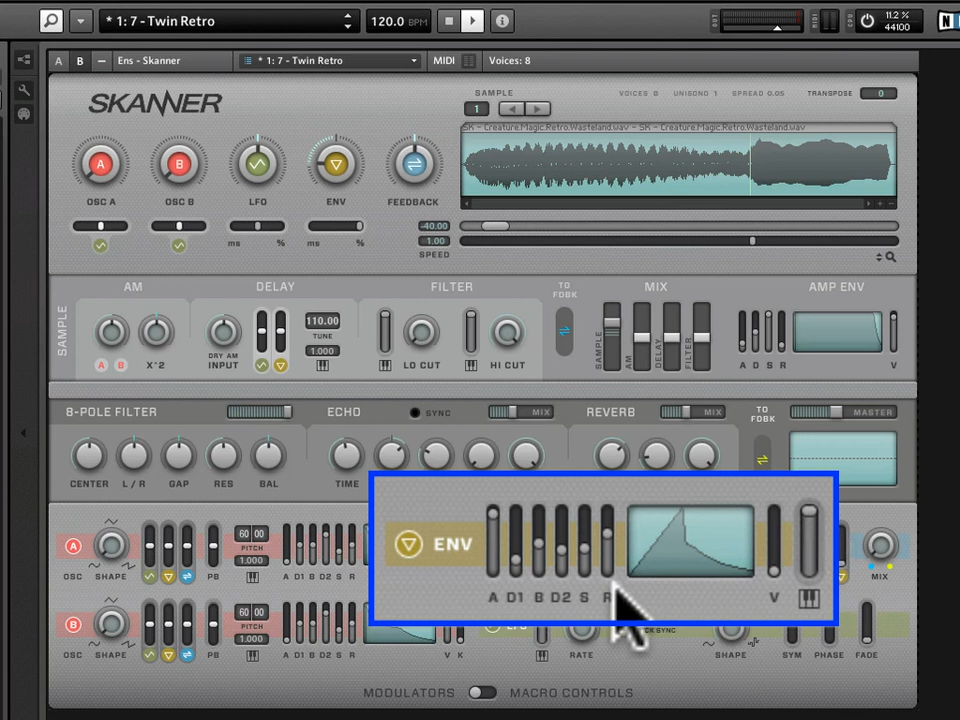 * 1: 7 - Twin Retro
120.0 BPM
OUT
MIDI
CPU
11.2 %
44100
A B
Ens - Skanner
* 1: 7 - Twin Retro
MIDI
Voices: 8
SKANNER
SAMPLE
1
VOICES 8 UNISONO 1 SPREAD 0.05
TRANSPOSE 0
SK - Creature.Magic.Retro.Wasteland.wav - SK - Creature.Magic.Retro.Wasteland.wav
A B
OSC A OSC B LFO ENV FEEDBACK
ms % ms %
-40.00
1.00
SPEED
SAMPLE
AM DELAY FILTER
TO
FDBK
MIX AMP ENV
110.00
TUNE
1.000
DRY AM
INPUT
A B X^2
LO CUT HI CUT
SAMPLE AM DELAY FILTER
A D S R V
8-POLE FILTER ECHO SYNC MIX REVERB MIX
TO
FDBK
MASTER
CENTER L / R GAP RES BAL TIME
ENV
A D1 B D2 S R V
A
OSC SHAPE PB
60 00
PITCH
1.000
A D1 B D2 S R
MIX
B
OSC SHAPE PB
60 00
PITCH
1.000
A D1 B D2 S R V K
RATE
CK SYNC
SHAPE SYM PHASE FADE
MODULATORS MACRO CONTROLS